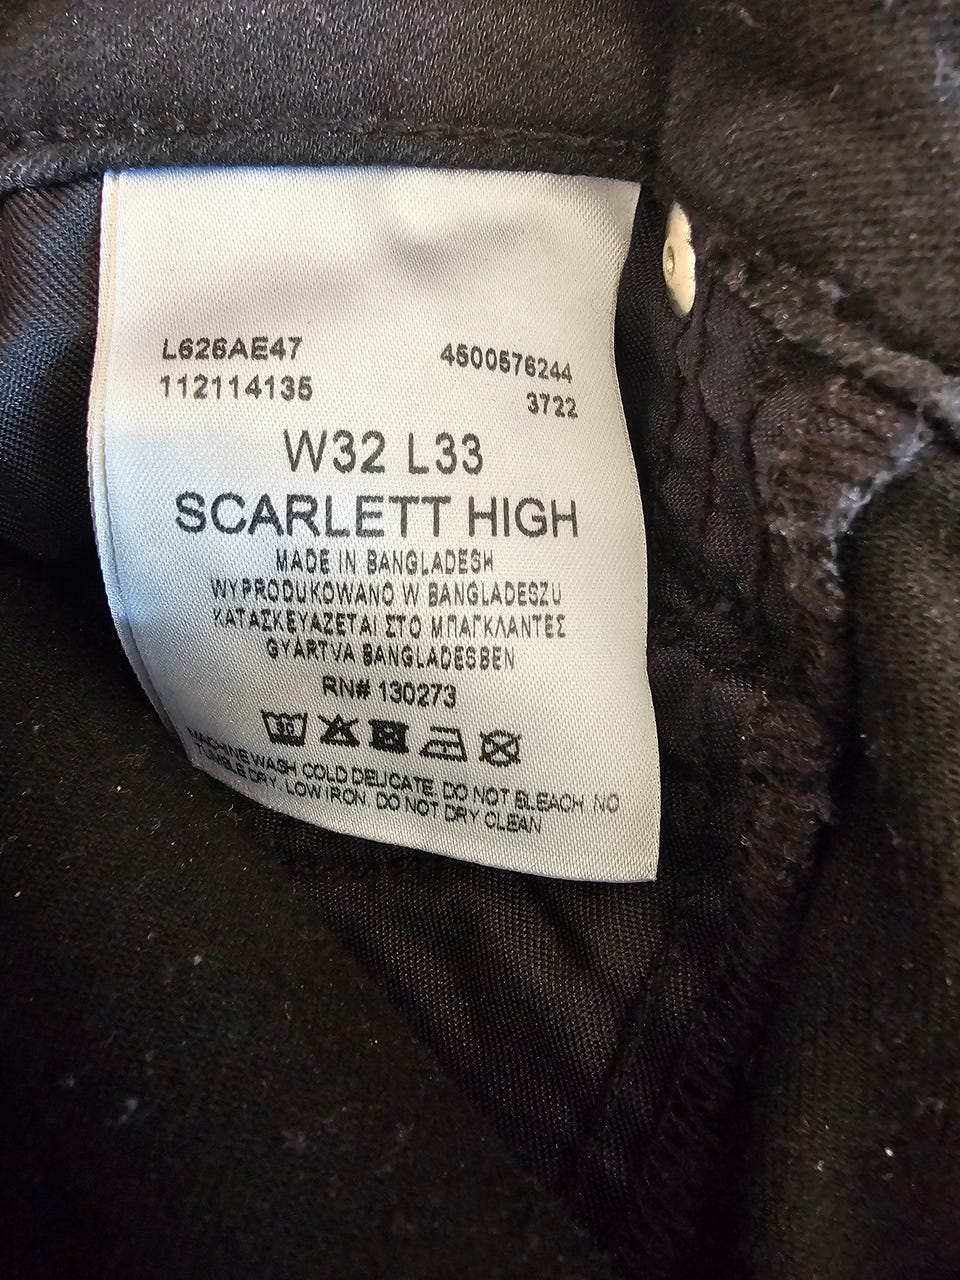 L626AE47 4500576244
112114135 3722
W32 L33
SCARLETT HIGH
MADE IN BANGLADESH
WYPRODUKOWANO W BANGLADESZU
ΚΑΤΑΣΚΕΥΑΖΕΤΑΙ ΣΤΟ ΜΠΑΓΚΛΑΝΤΕΣ
GYÁRTVA BANGLADESBEN
RN# 130273
30
MACHINE WASH COLD DELICATE. DO NOT BLEACH. NO
TUMBLE DRY. LOW IRON. DO NOT DRY CLEAN